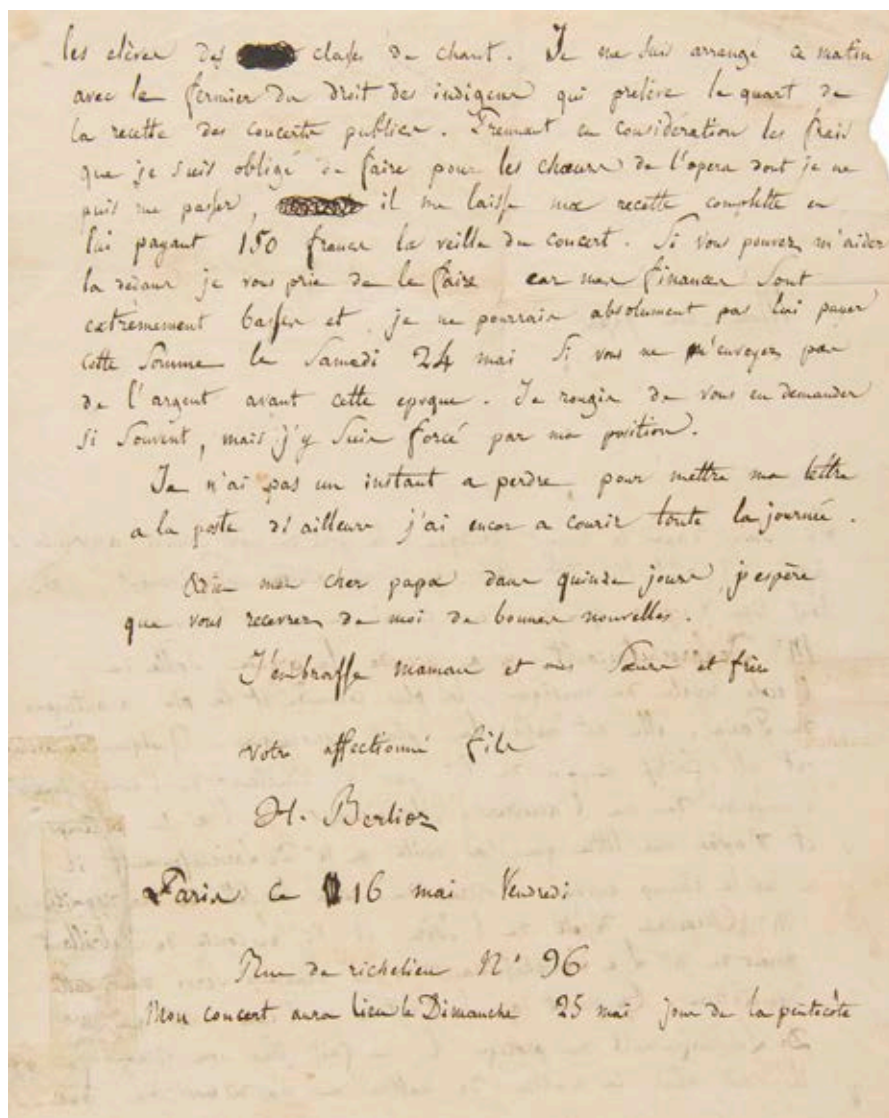 les elèves des classes de chant. Je me suis arrangé ce matin
avec le fermier du droit des indigens qui prélève le quart de
la recette des concerts publics. Prenant en considération les frais
que je suis obligé de faire pour les chœurs de l'opera dont je ne
puis me passer, il me laisse ma recette complette en
lui payant 150 francs la veille du concert. Si vous pouvez m'aider
la dedans je vous prie de le faire car mes finances sont
extrèmement basses et je ne pourrais absolument pas lui payer
cette somme le Samedi 24 mai si vous ne m'envoyez pas
de l'argent avant cette epoque. Je rougis de vous en demander
si souvent, mais j'y suis forcé par ma position.
Je n'ai pas un instant a perdre pour mettre ma lettre
a la poste d'ailleurs j'ai encor a courir toute la journée.
Adieu mon cher papa dans quinze jours j'espère
que vous recevrez de moi de bonnes nouvelles.
J'embrasse maman et mes sœurs et frère
votre affectionné fils
H. Berlioz
Paris ce 16 mai Vendredi
Rue de richelieu N° 96
Mon concert aura lieu le Dimanche 25 mai jour de la pentecôte